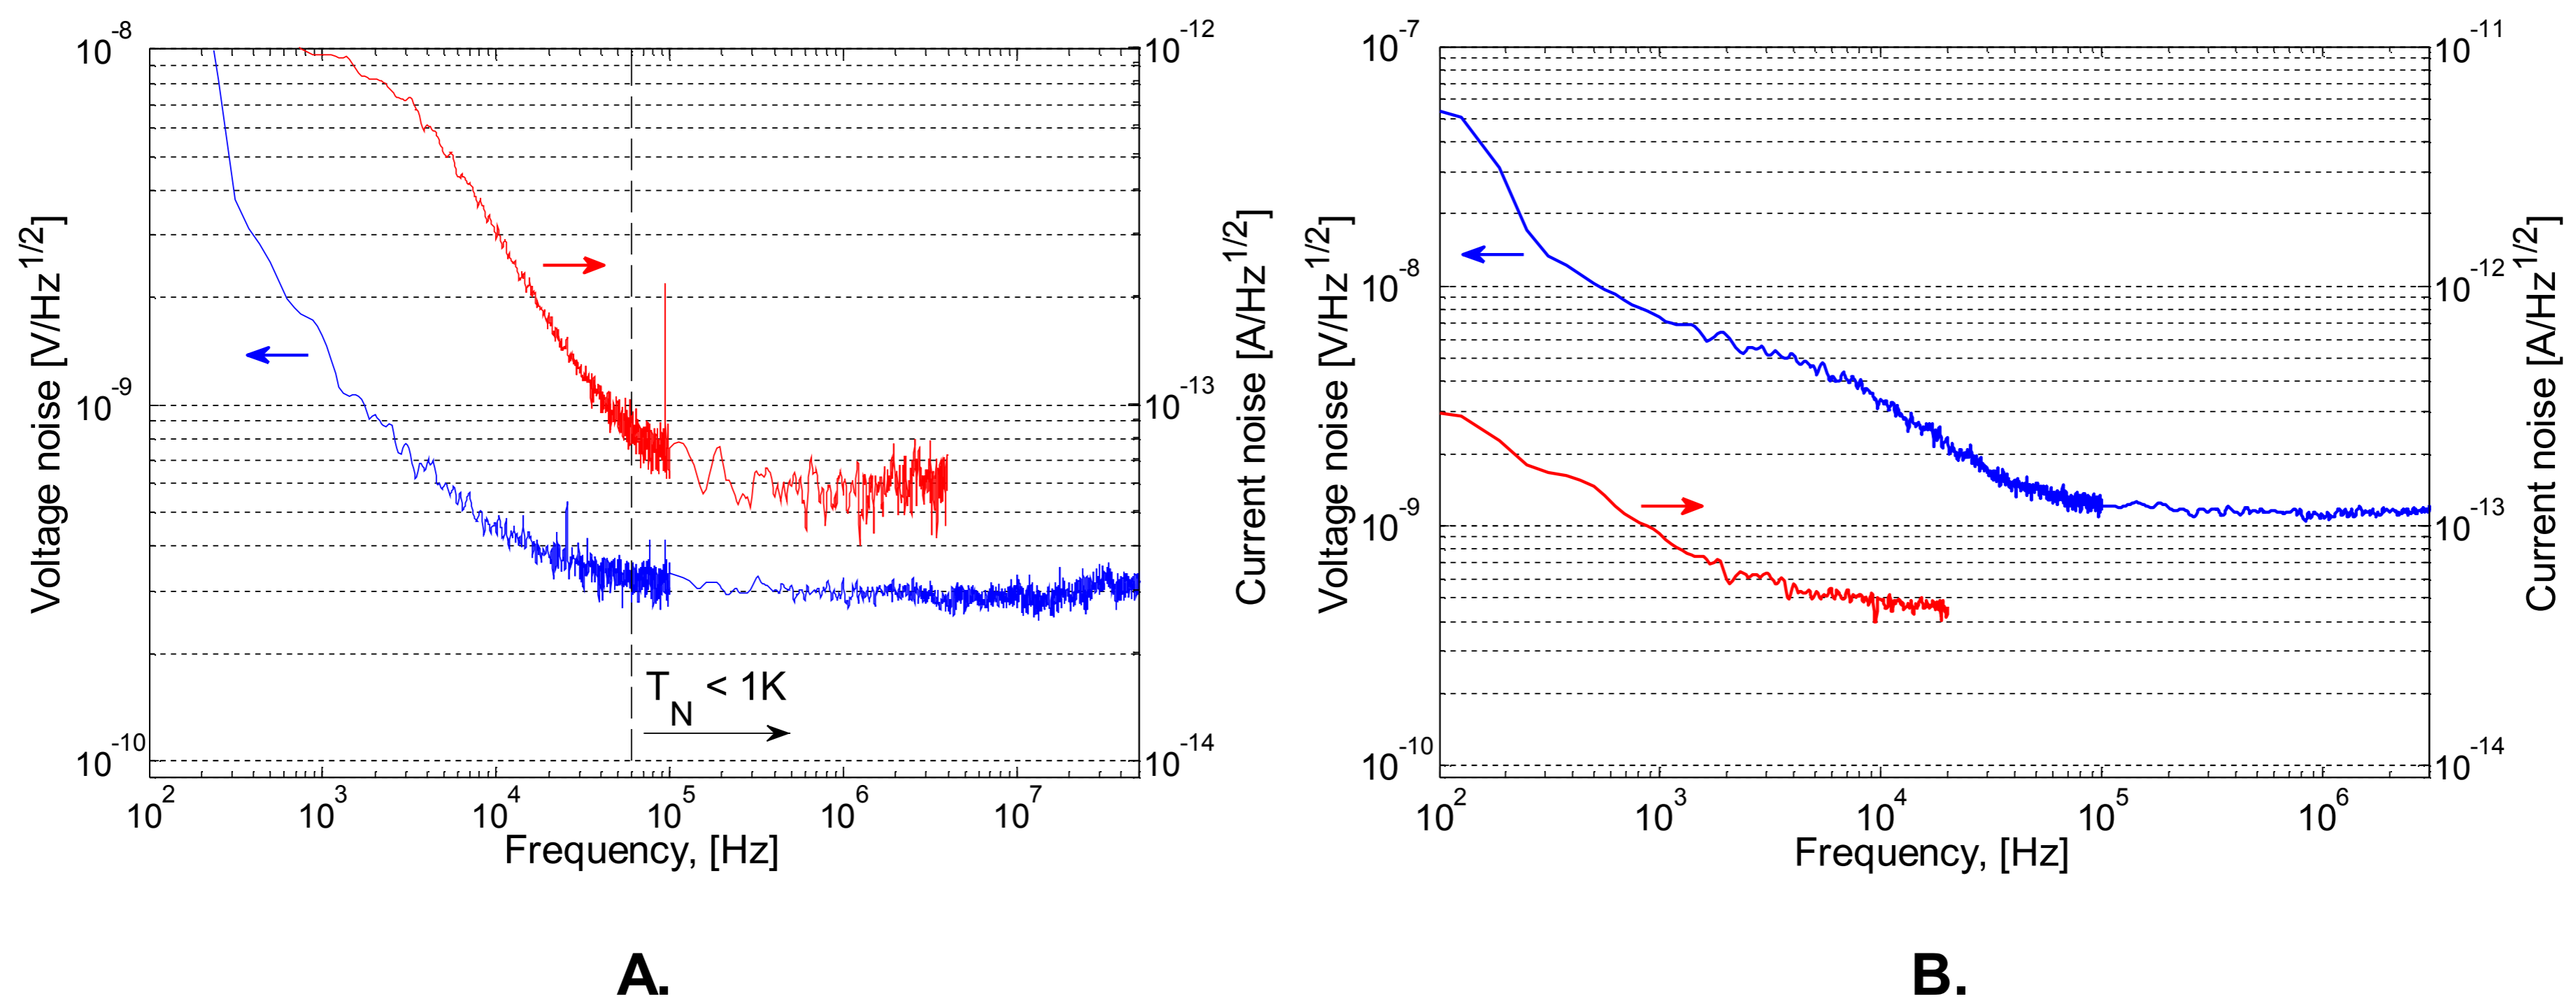 10^-8
10^-9
10^-10
Voltage noise [V/Hz^1/2]
10^-12
10^-13
10^-14
Current noise [A/Hz^1/2]
T_N < 1K
10^2 10^3 10^4 10^5 10^6 10^7
Frequency, [Hz]
A.
10^-7
10^-8
10^-9
10^-10
Voltage noise [V/Hz^1/2]
10^-11
10^-12
10^-13
10^-14
Current noise [A/Hz^1/2]
10^2 10^3 10^4 10^5 10^6
Frequency, [Hz]
B.